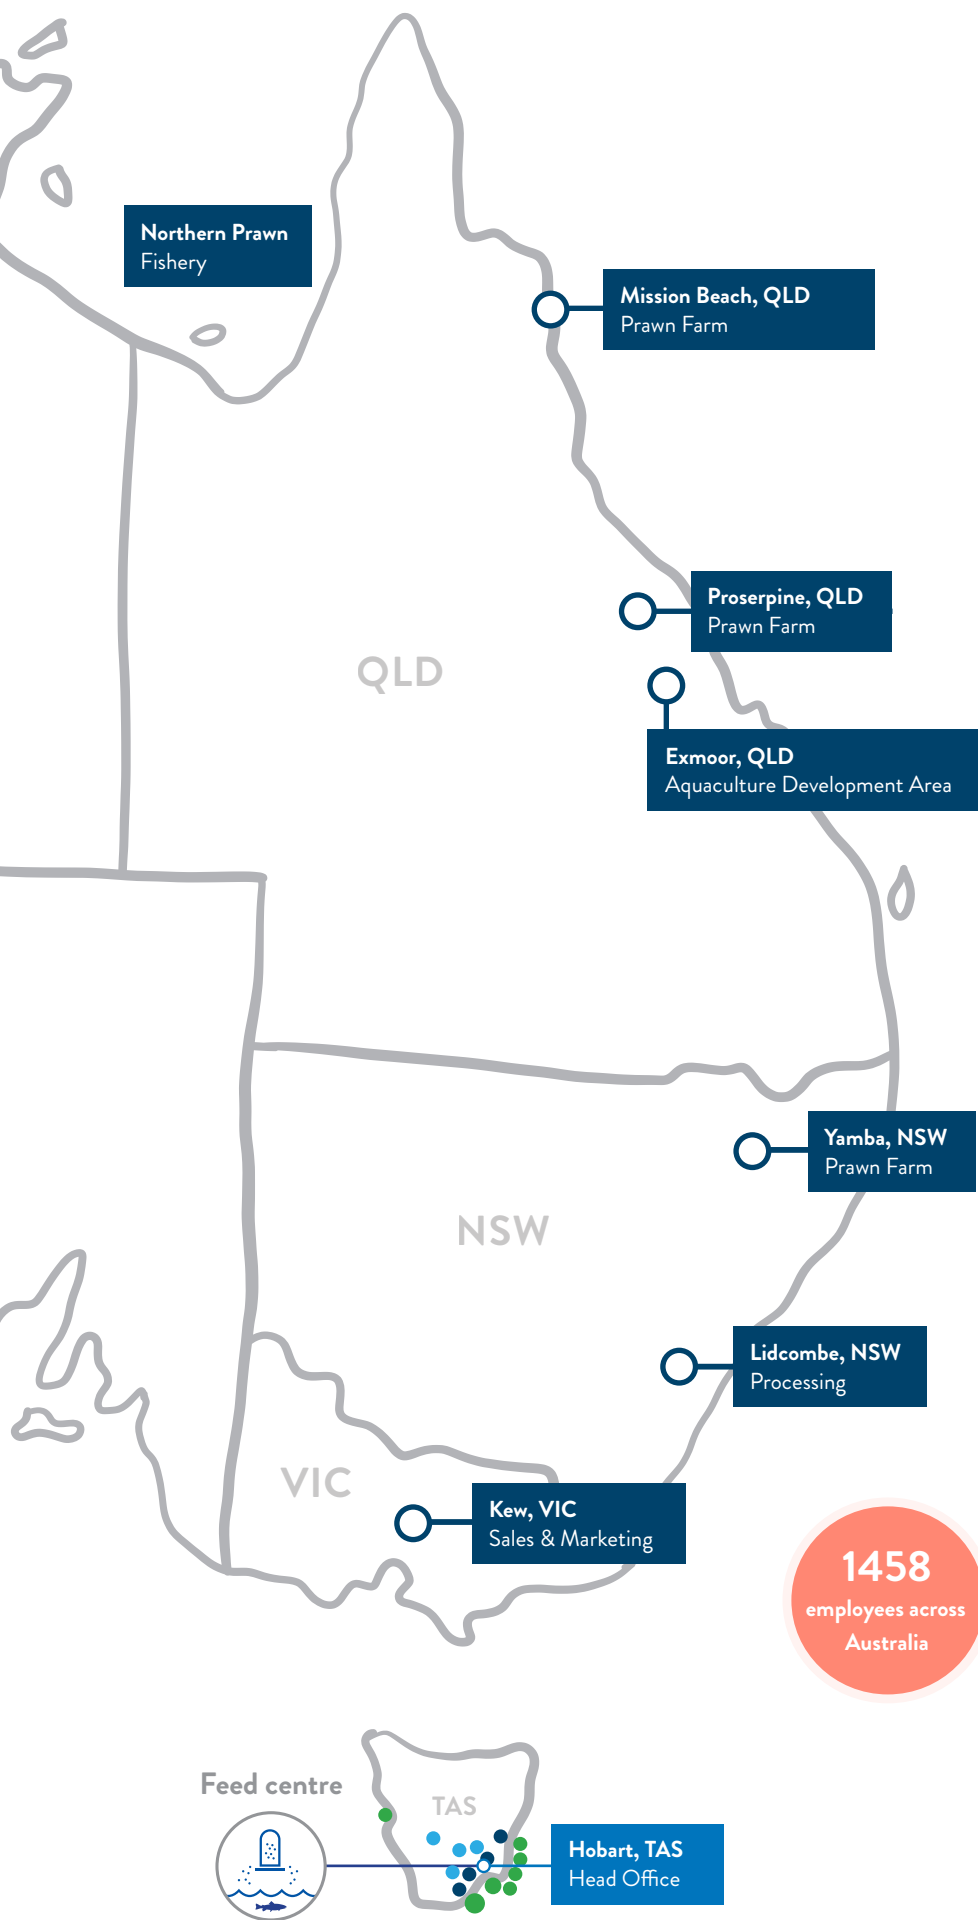 Northern Prawn
Fishery
Mission Beach, QLD
Prawn Farm
Proserpine, QLD
Prawn Farm
QLD
Exmoor, QLD
Aquaculture Development Area
Yamba, NSW
Prawn Farm
NSW
Lidcombe, NSW
Processing
VIC
Kew, VIC
Sales & Marketing
1458
employees across
Australia
Feed centre
TAS
Hobart, TAS
Head Office